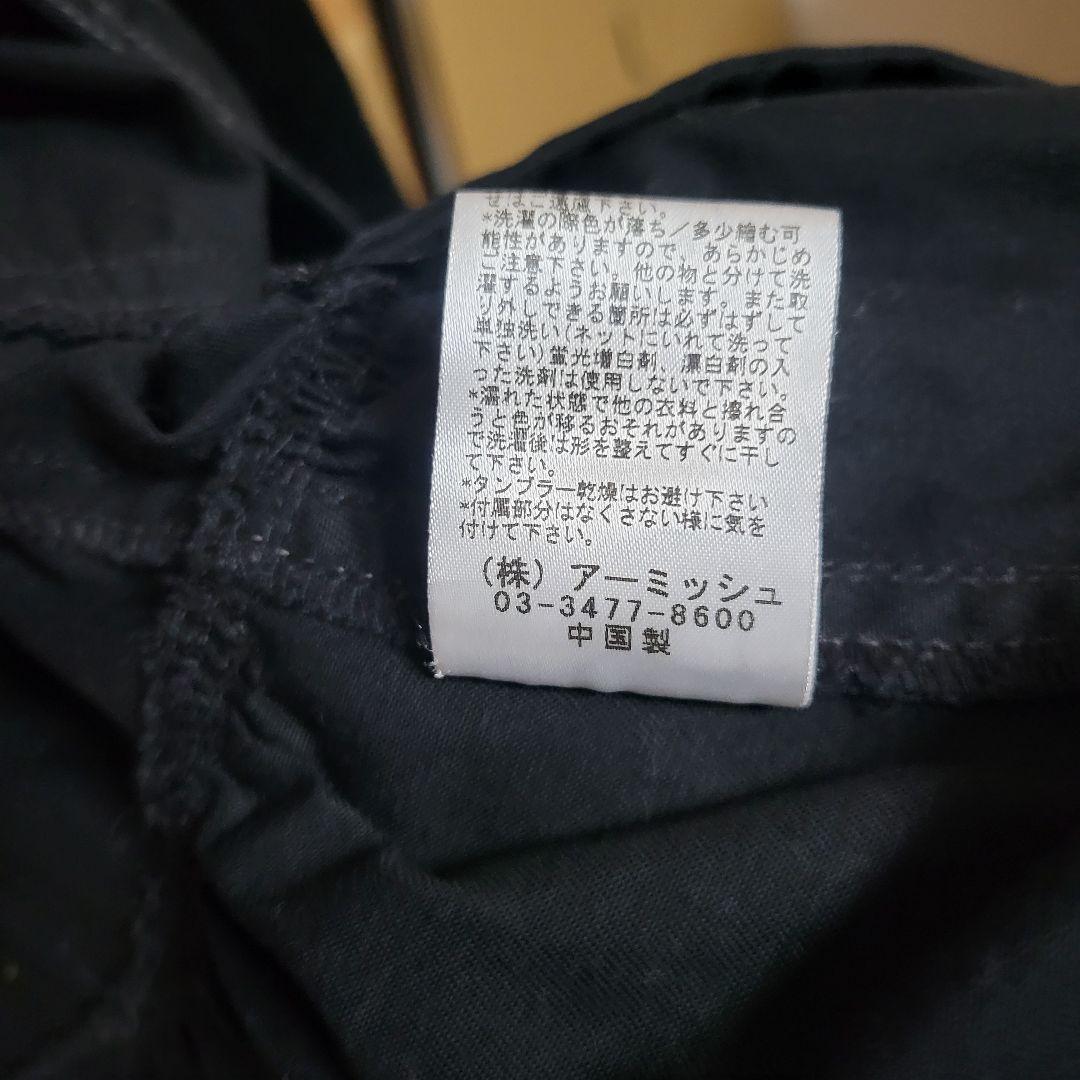 せはご遠慮下さい。
*洗濯の際色が落ち／多少縮む可
能性がありますので、あらかじめ
ご注意下さい。他の物と分けて洗
濯するようお願いします。また取
り外しできる箇所は必ずはずして
単独洗い(ネットにいれて洗って
下さい)蛍光増白剤、漂白剤の入
った洗剤は使用しないで下さい。
*濡れた状態で他の衣料と擦れ合
うと色が移るおそれがありますの
で洗濯後は形を整えてすぐに干し
て下さい。
*タンブラー乾燥はお避け下さい
*付属部分はなくさない様に気を
付けて下さい。
(株) アーミッシュ
03-3477-8600
中国製